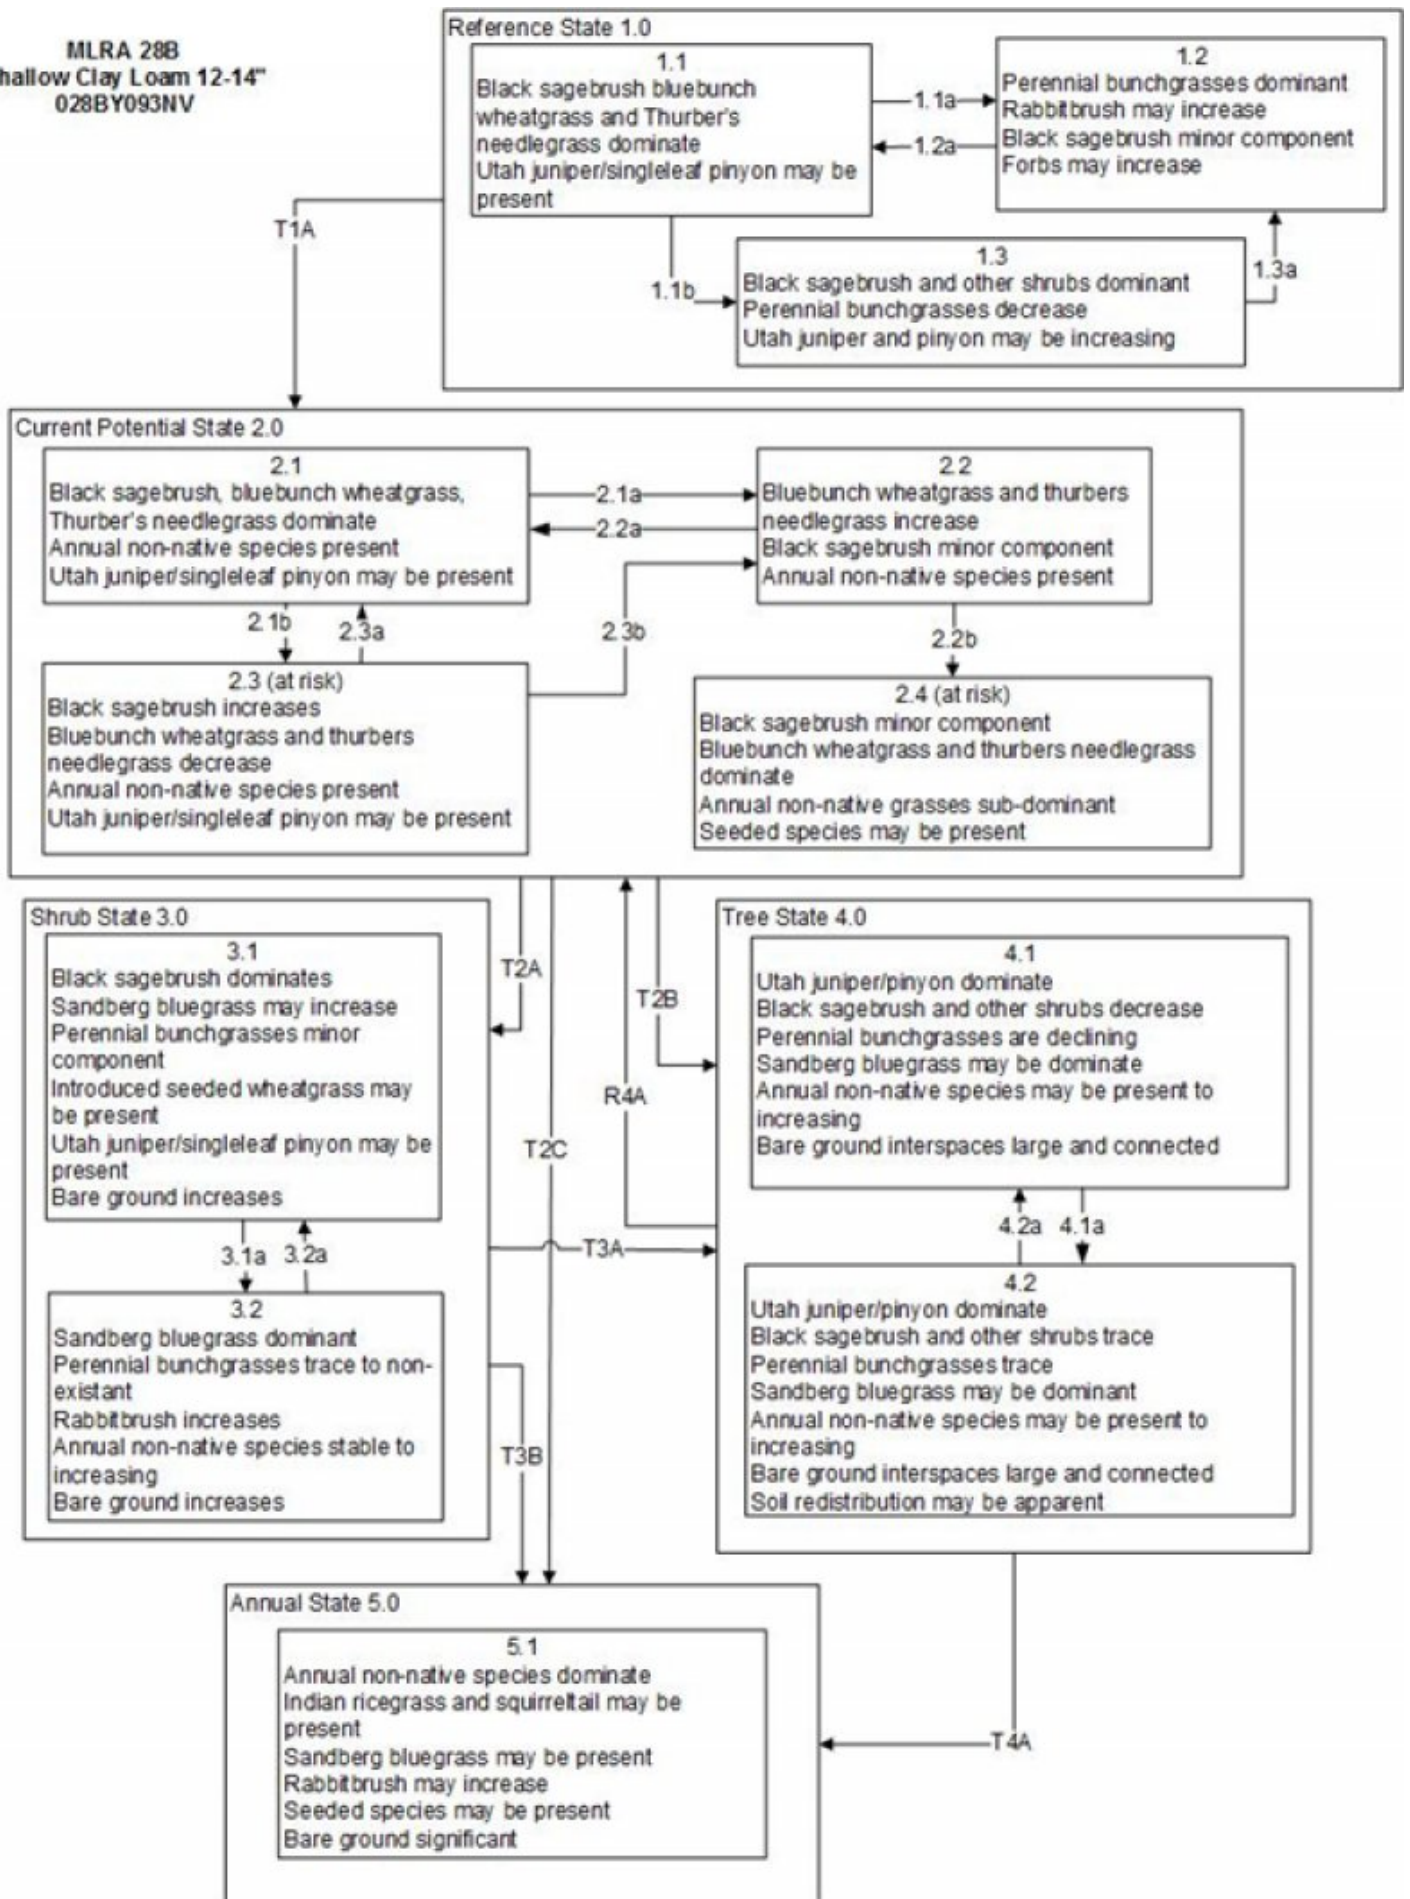 MLRA 28B
hallow Clay Loam 12-14"
028BY093NV
Reference State 1.0
1.1
Black sagebrush bluebunch
wheatgrass and Thurber's
needlegrass dominate
Utah juniper/singleleaf pinyon may be
present
1.1a
1.2a
1.2
Perennial bunchgrasses dominant
Rabbitbrush may increase
Black sagebrush minor component
Forbs may increase
T1A
1.1b
1.3
Black sagebrush and other shrubs dominant
Perennial bunchgrasses decrease
Utah juniper and pinyon may be increasing
1.3a
Current Potential State 2.0
2.1
Black sagebrush, bluebunch wheatgrass,
Thurber's needlegrass dominate
Annual non-native species present
Utah juniper/singleleaf pinyon may be present
2.1a
2.2a
2.2
Bluebunch wheatgrass and thurbers
needlegrass increase
Black sagebrush minor component
Annual non-native species present
2.1b
2.3a
2.3b
2.2b
2.3 (at risk)
Black sagebrush increases
Bluebunch wheatgrass and thurbers
needlegrass decrease
Annual non-native species present
Utah juniper/singleleaf pinyon may be present
2.4 (at risk)
Black sagebrush minor component
Bluebunch wheatgrass and thurbers needlegrass
dominate
Annual non-native grasses sub-dominant
Seeded species may be present
Shrub State 3.0
3.1
Black sagebrush dominates
Sandberg bluegrass may increase
Perennial bunchgrasses minor
component
Introduced seeded wheatgrass may
be present
Utah juniper/singleleaf pinyon may be
present
Bare ground increases
T2A
T2B
R4A
T2C
Tree State 4.0
4.1
Utah juniper/pinyon dominate
Black sagebrush and other shrubs decrease
Perennial bunchgrasses are declining
Sandberg bluegrass may be dominate
Annual non-native species may be present to
increasing
Bare ground interspaces large and connected
3.1a
3.2a
T3A
4.2a
4.1a
3.2
Sandberg bluegrass dominant
Perennial bunchgrasses trace to non-
existant
Rabbitbrush increases
Annual non-native species stable to
increasing
Bare ground increases
T3B
4.2
Utah juniper/pinyon dominate
Black sagebrush and other shrubs trace
Perennial bunchgrasses trace
Sandberg bluegrass may be dominant
Annual non-native species may be present to
increasing
Bare ground interspaces large and connected
Soil redistribution may be apparent
Annual State 5.0
5.1
Annual non-native species dominate
Indian ricegrass and squirreltail may be
present
Sandberg bluegrass may be present
Rabbitbrush may increase
Seeded species may be present
Bare ground significant
T4A